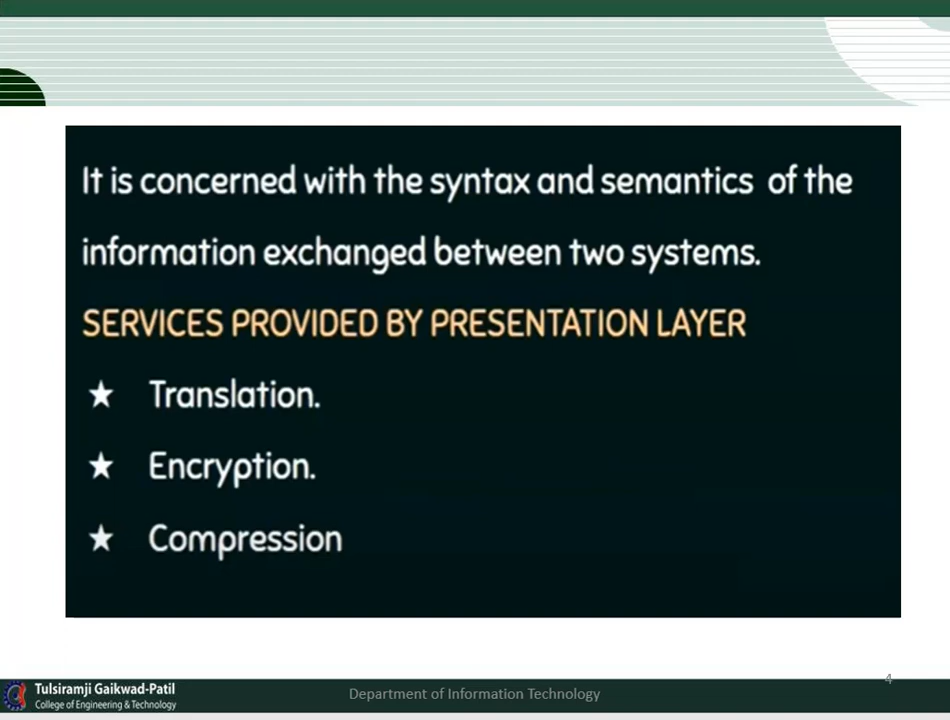 It is concerned with the syntax and semantics of the
information exchanged between two systems.
SERVICES PROVIDED BY PRESENTATION LAYER
★ Translation.
★ Encryption.
★ Compression
4
Tulsiramji Gaikwad-Patil
College of Engineering & Technology
Department of Information Technology